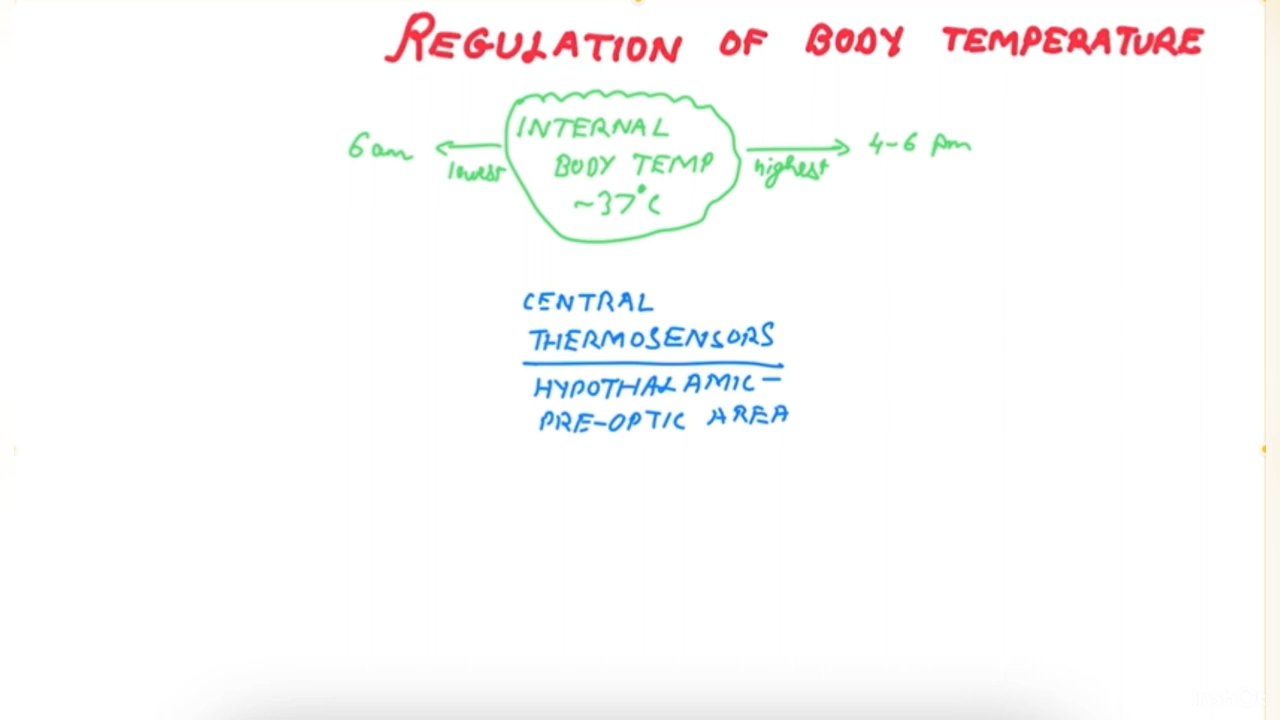 REGULATION OF BODY TEMPERATURE
INTERNAL
BODY TEMP
~37°C
6 am
lowest
highest
4-6 pm
CENTRAL
THERMOSENSORS
HYPOTHALAMIC-
PRE-OPTIC AREA